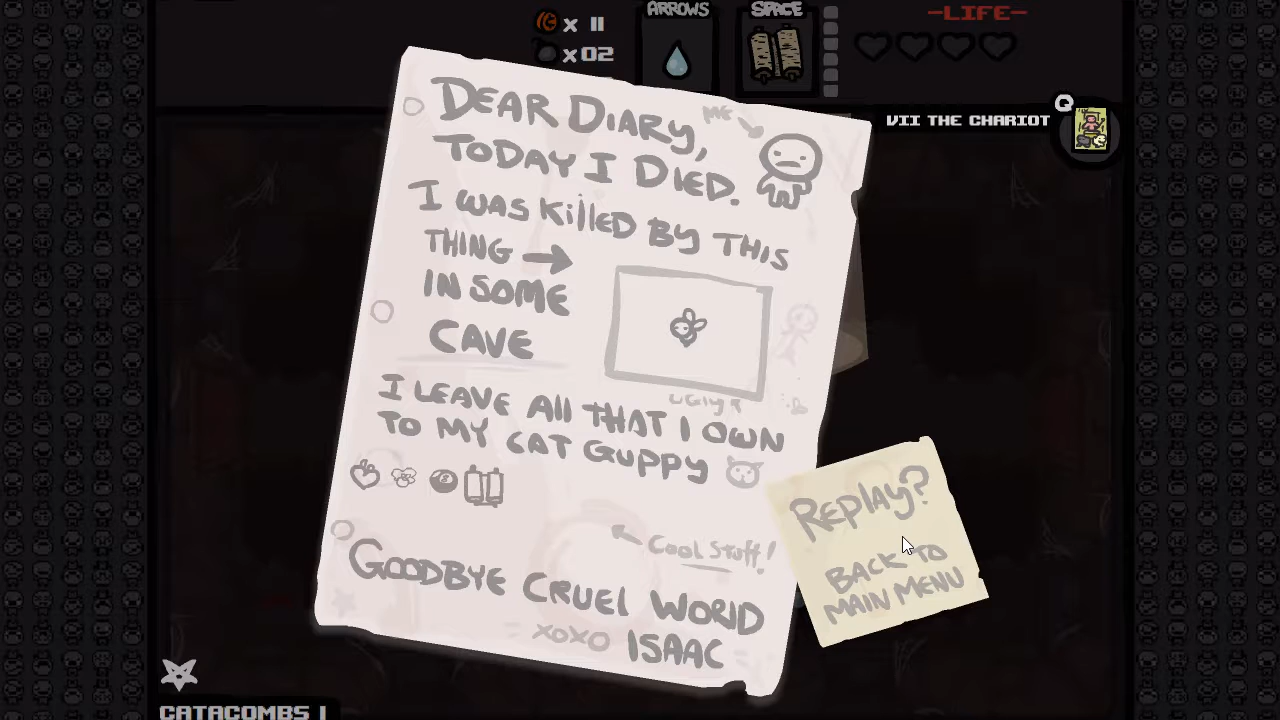 ARROWS
SPACE
-LIFE-
x 11
x 02
Q
VII THE CHARIOT
DEAR DIARY,
ME
TODAY I DIED.
I WAS KillED BY THIS
THING
IN SOME
CAVE
UGLY
I LEAVE All THAT I OWN
TO MY CAT GUPPY
COOL STUFF!
GOODBYE CRUEL WORLD
XOXO ISAAC
REPLAY?
BACK TO
MAIN MENU
CATACOMBS I